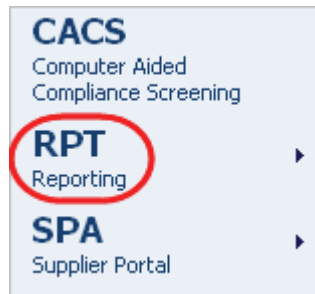 CACS
Computer Aided
Compliance Screening
RPT
Reporting
SPA
Supplier Portal